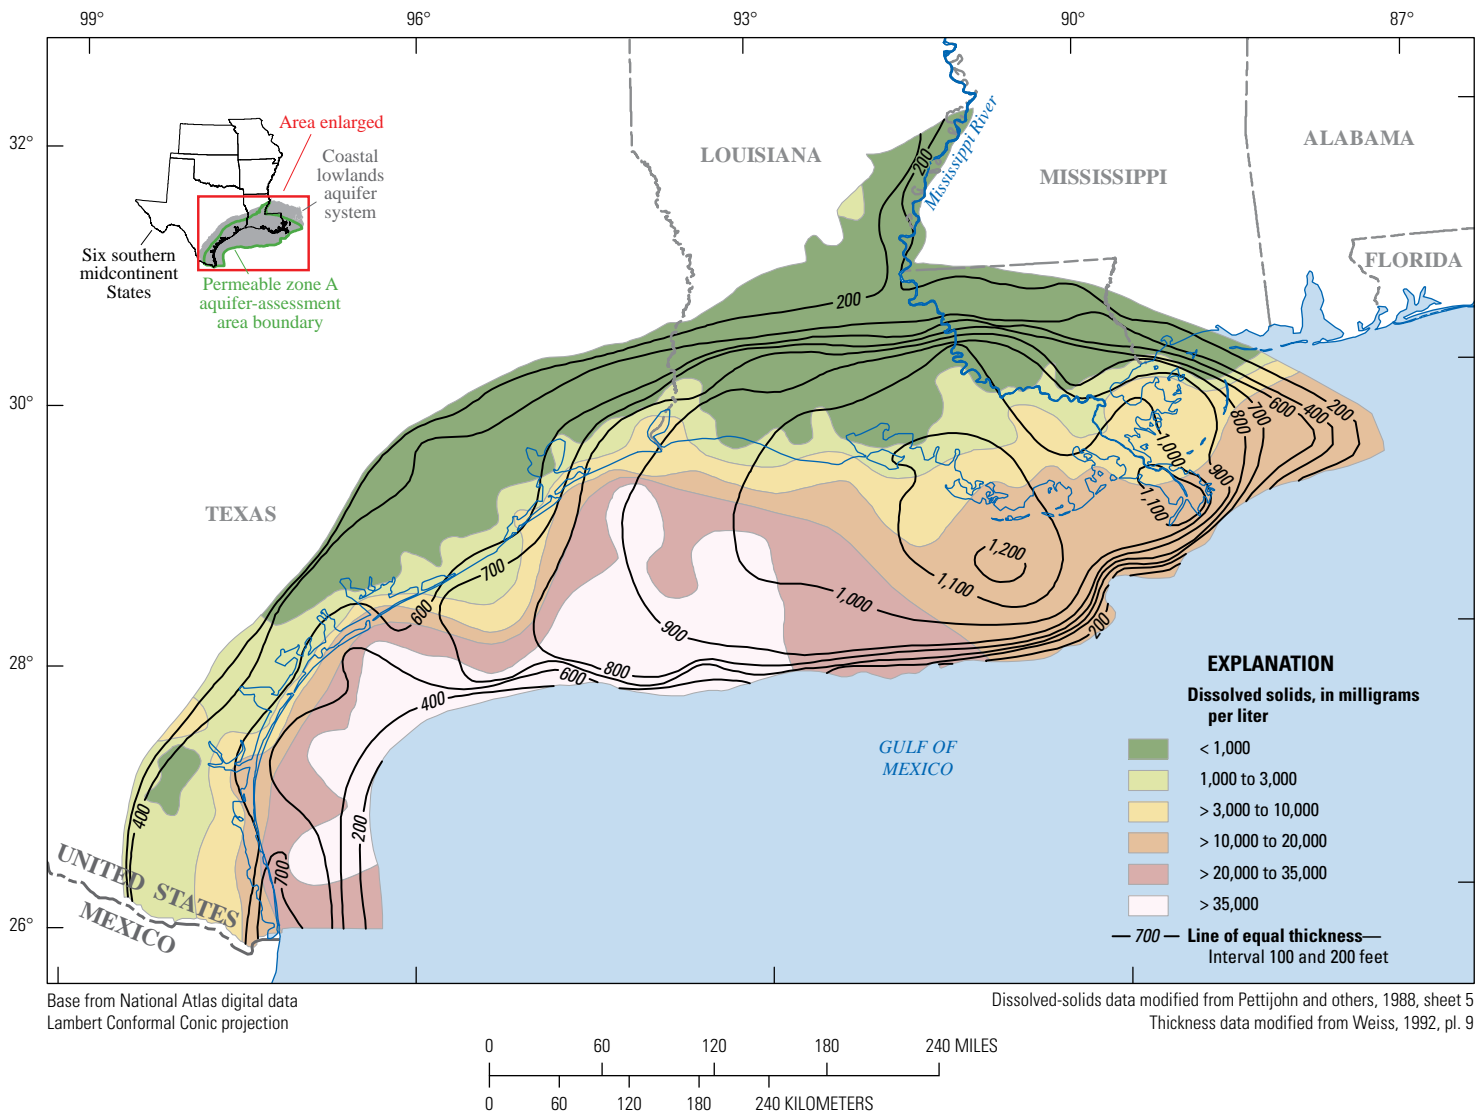 99°
96°
93°
90°
87°
32°
30°
28°
26°
Area enlarged
Coastal
lowlands
aquifer
system
Six southern
midcontinent
States
Permeable zone A
aquifer-assessment
area boundary
LOUISIANA
Mississippi River
MISSISSIPPI
ALABAMA
FLORIDA
TEXAS
UNITED STATES
MEXICO
GULF OF
MEXICO
200
200
200
400
600
700
800
900
1,000
1,100
1,200
1,100
1,000
900
800
600
400
200
200
700
600
400
700
EXPLANATION
Dissolved solids, in milligrams
per liter
< 1,000
1,000 to 3,000
> 3,000 to 10,000
> 10,000 to 20,000
> 20,000 to 35,000
> 35,000
700 Line of equal thickness—
Interval 100 and 200 feet
Base from National Atlas digital data
Lambert Conformal Conic projection
Dissolved-solids data modified from Pettijohn and others, 1988, sheet 5
Thickness data modified from Weiss, 1992, pl. 9
0 60 120 180 240 MILES
0 60 120 180 240 KILOMETERS